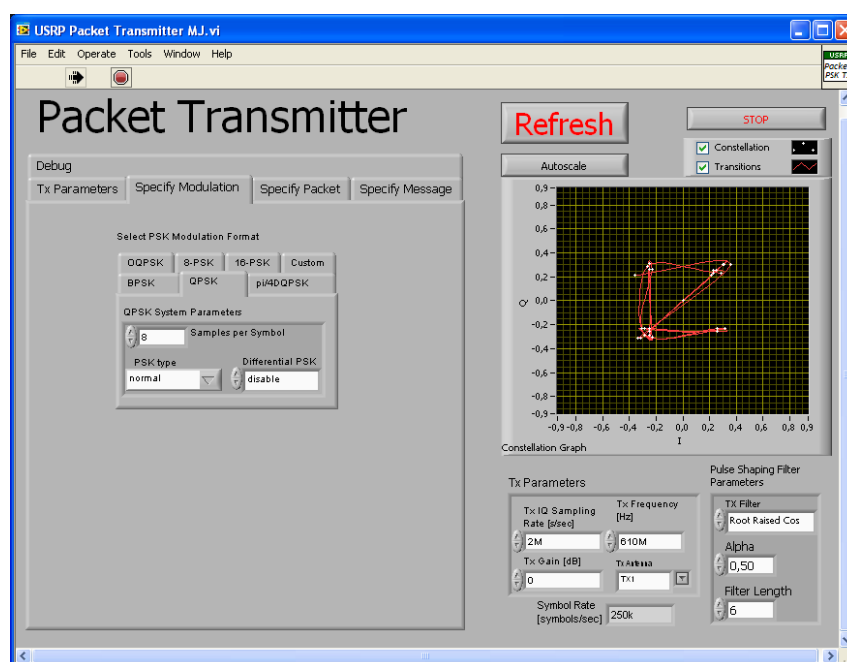 USRP Packet Transmitter MJ.vi
File Edit Operate Tools Window Help
USRP
Packe
PSK T
Packet Transmitter
Refresh
STOP
Constellation
Transitions
Autoscale
Debug
Tx Parameters Specify Modulation Specify Packet Specify Message
Select PSK Modulation Format
OQPSK 8-PSK 16-PSK Custom
BPSK QPSK pi/4DQPSK
QPSK System Parameters
8 Samples per Symbol
PSK type Differential PSK
normal disable
0,9
0,8
0,6
0,4
0,2
0,0
-0,2
-0,4
-0,6
-0,8
-0,9
Q
-0,9 -0,8 -0,6 -0,4 -0,2 0,0 0,2 0,4 0,6 0,8 0,9
I
Constellation Graph
Tx Parameters
Tx IQ Sampling Rate [s/sec]
2M
Tx Frequency [Hz]
610M
Tx Gain [dB]
0
Tx Antenna
TX1
Symbol Rate [symbols/sec] 250k
Pulse Shaping Filter
Parameters
TX Filter
Root Raised Cos
Alpha
0,50
Filter Length
6